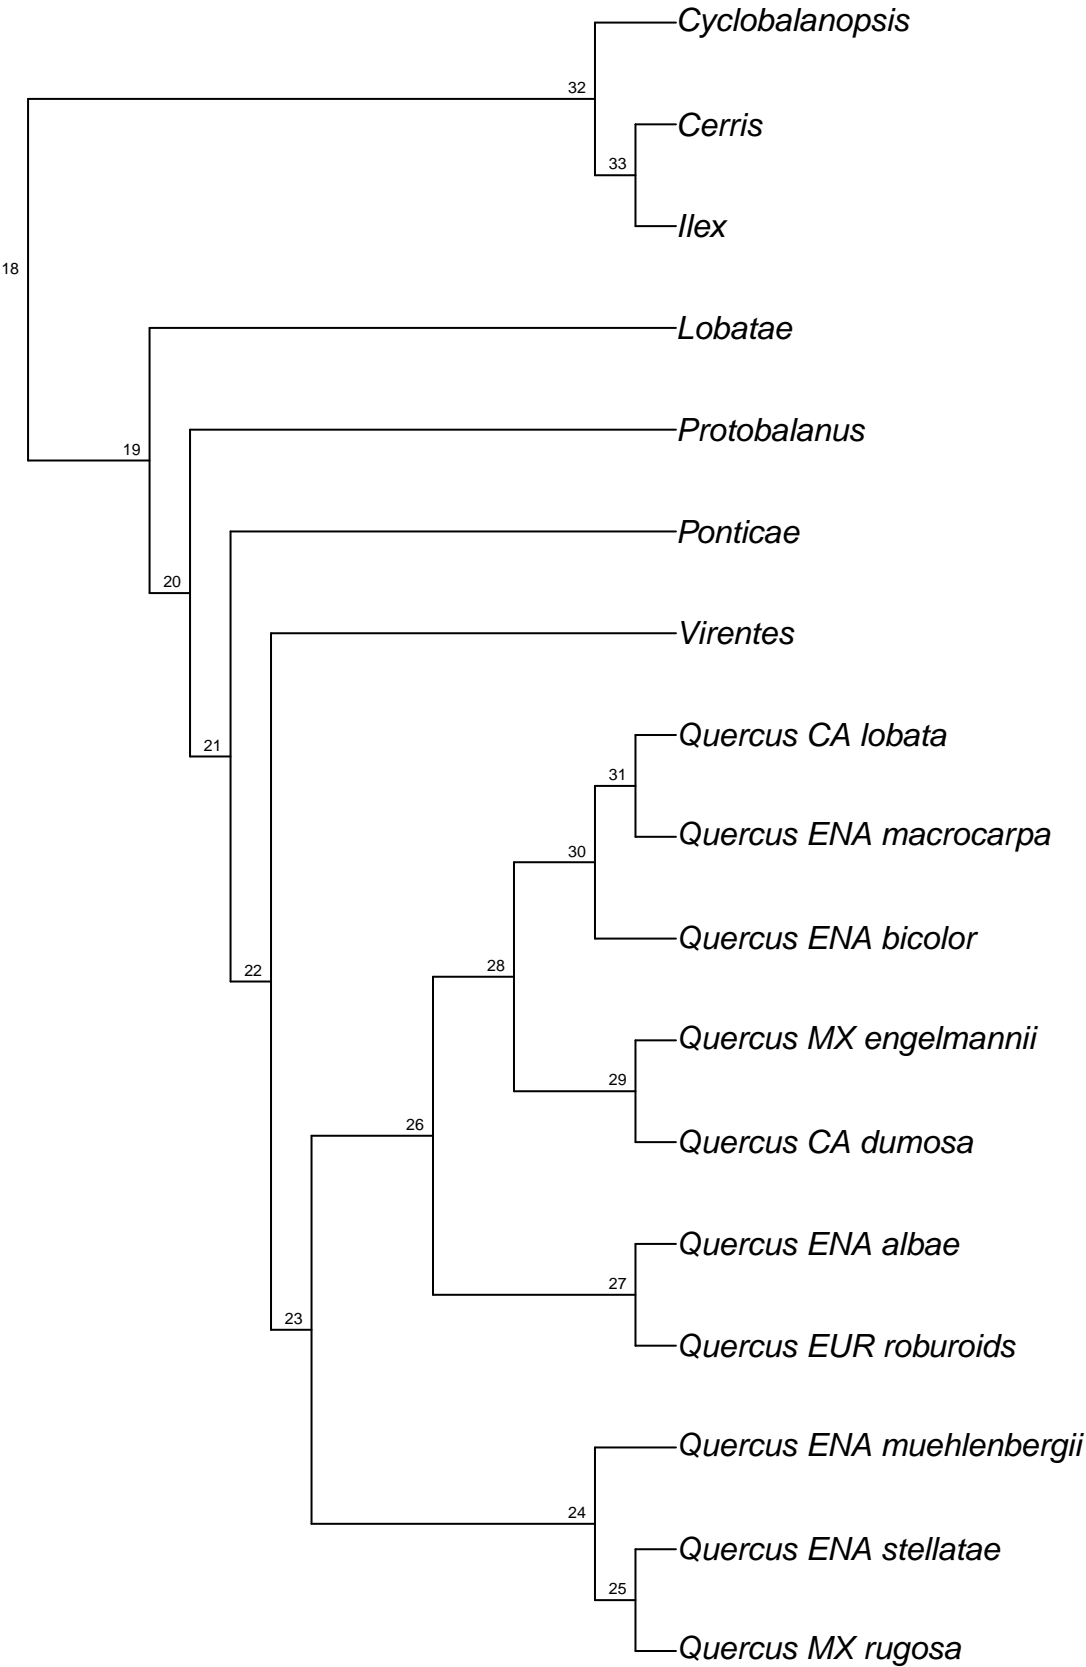 Cyclobalanopsis
32
Cerris
33
Ilex
18
Lobatae
Protobalanus
19
Ponticae
20
Virentes
Quercus CA lobata
21
31
Quercus ENA macrocarpa
30
Quercus ENA bicolor
28
22
Quercus MX engelmannii
29
26
Quercus CA dumosa
Quercus ENA albae
27
23
Quercus EUR roburoids
Quercus ENA muehlenbergii
24
Quercus ENA stellatae
25
Quercus MX rugosa